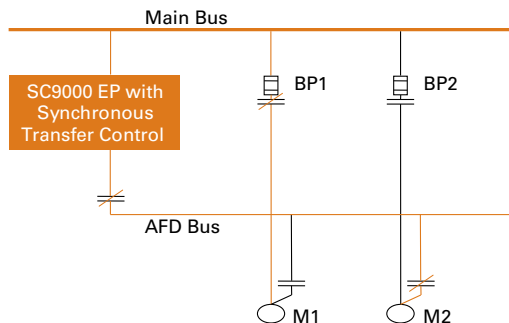 Main Bus
SC9000 EP with
Synchronous
Transfer Control
BP1
BP2
AFD Bus
M1
M2